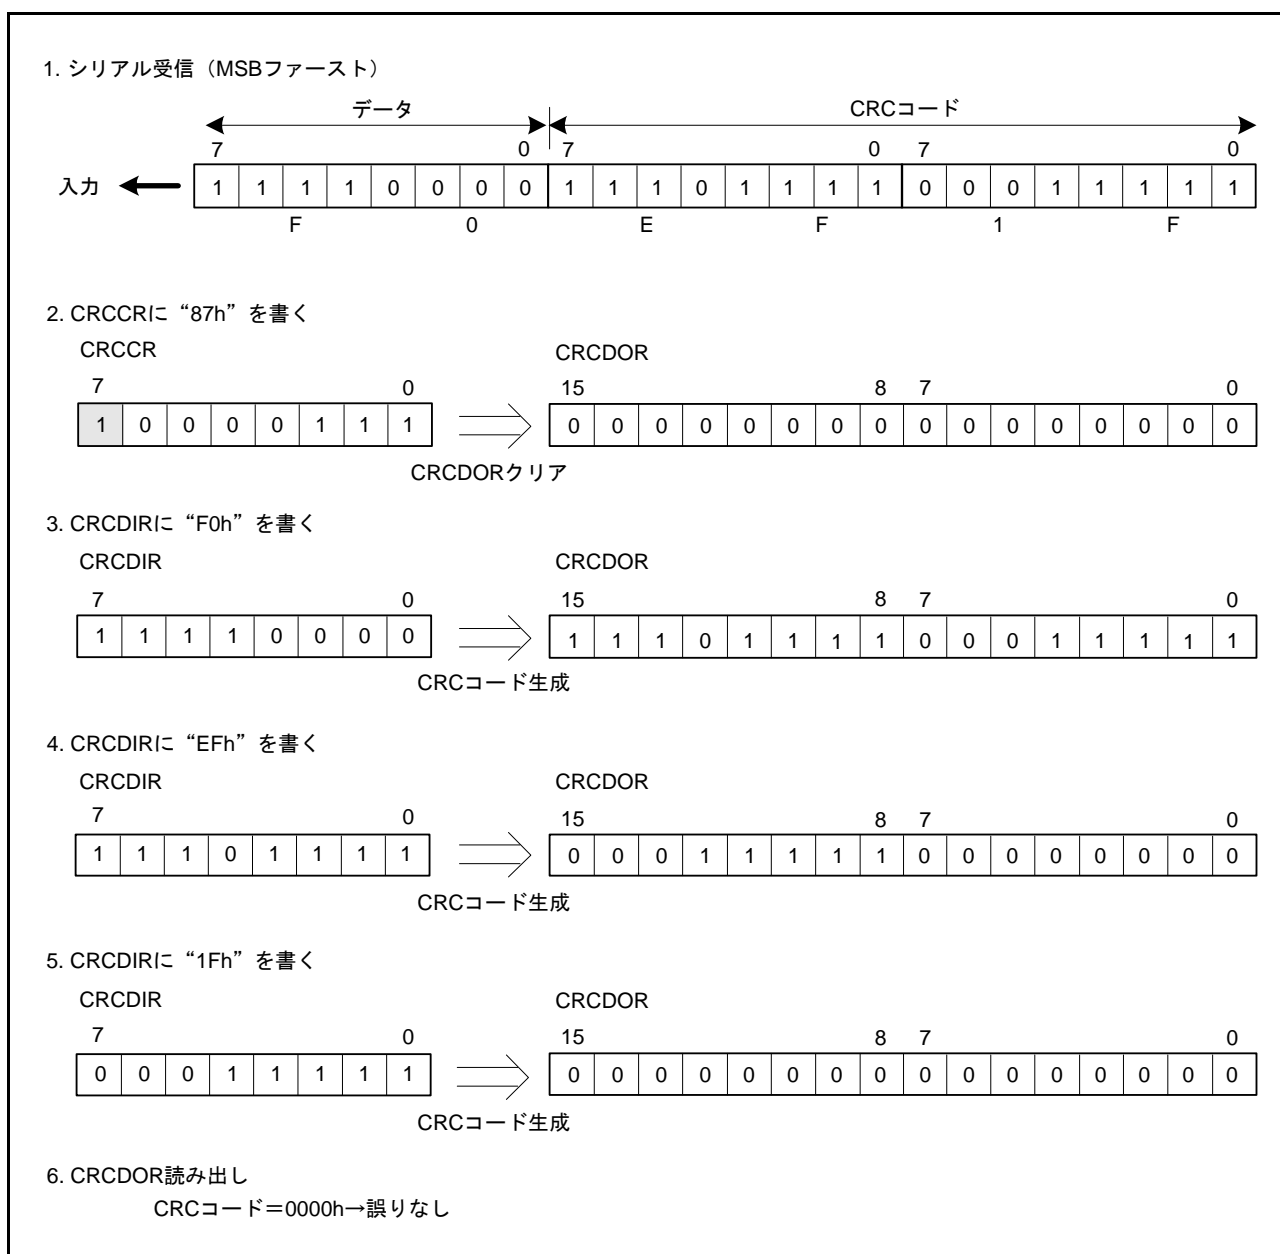 1. シリアル受信（MSBファースト）
データ CRCコード
7 0 7 0 7 0
入力 1 1 1 1 0 0 0 0 1 1 1 0 1 1 1 1 0 0 0 1 1 1 1 1
F 0 E F 1 F
2. CRCCRに“87h”を書く
CRCCR CRCDOR
7 0 15 8 7 0
1 0 0 0 0 1 1 1 0 0 0 0 0 0 0 0 0 0 0 0 0 0 0 0
CRCDORクリア
3. CRCDIRに“F0h”を書く
CRCDIR CRCDOR
7 0 15 8 7 0
1 1 1 1 0 0 0 0 1 1 1 0 1 1 1 1 0 0 0 1 1 1 1 1
CRCコード生成
4. CRCDIRに“EFh”を書く
CRCDIR CRCDOR
7 0 15 8 7 0
1 1 1 0 1 1 1 1 0 0 0 1 1 1 1 1 0 0 0 0 0 0 0 0
CRCコード生成
5. CRCDIRに“1Fh”を書く
CRCDIR CRCDOR
7 0 15 8 7 0
0 0 0 1 1 1 1 1 0 0 0 0 0 0 0 0 0 0 0 0 0 0 0 0
CRCコード生成
6. CRCDOR読み出し
CRCコード＝0000h→誤りなし